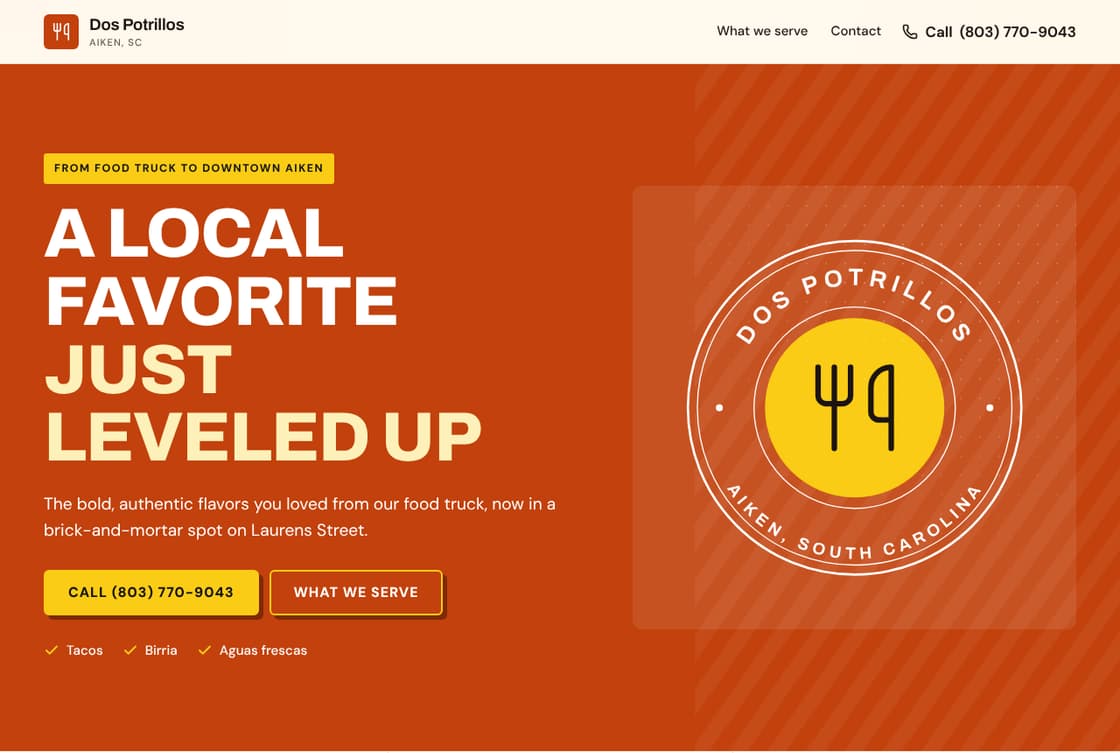 Dos Potrillos
AIKEN, SC
What we serve
Contact
Call (803) 770-9043
FROM FOOD TRUCK TO DOWNTOWN AIKEN
A LOCAL
FAVORITE
JUST
LEVELED UP
The bold, authentic flavors you loved from our food truck, now in a
brick-and-mortar spot on Laurens Street.
CALL (803) 770-9043
WHAT WE SERVE
Tacos
Birria
Aguas frescas
DOS POTRILLOS
AIKEN, SOUTH CAROLINA